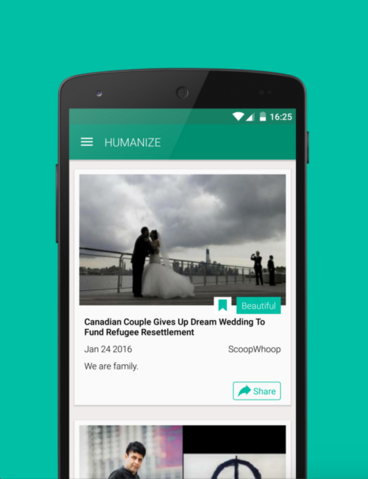 16:25
HUMANIZE
Beautiful
Canadian Couple Gives Up Dream Wedding To
Fund Refugee Resettlement
Jan 24 2016 ScoopWhoop
We are family.
Share